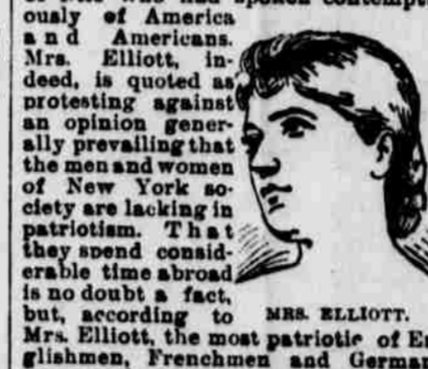 ously of America
and Americans.
Mrs. Elliott, in-
deed, is quoted as
protesting against
an opinion gener-
ally prevailing that
the men and women
of New York so-
ciety are lacking in
patriotism. That
they spend consid-
erable time abroad
is no doubt a fact,
but, according to
MRS. ELLIOTT.
Mrs. Elliott, the most patriotic of En
glishmen, Frenchmen and German